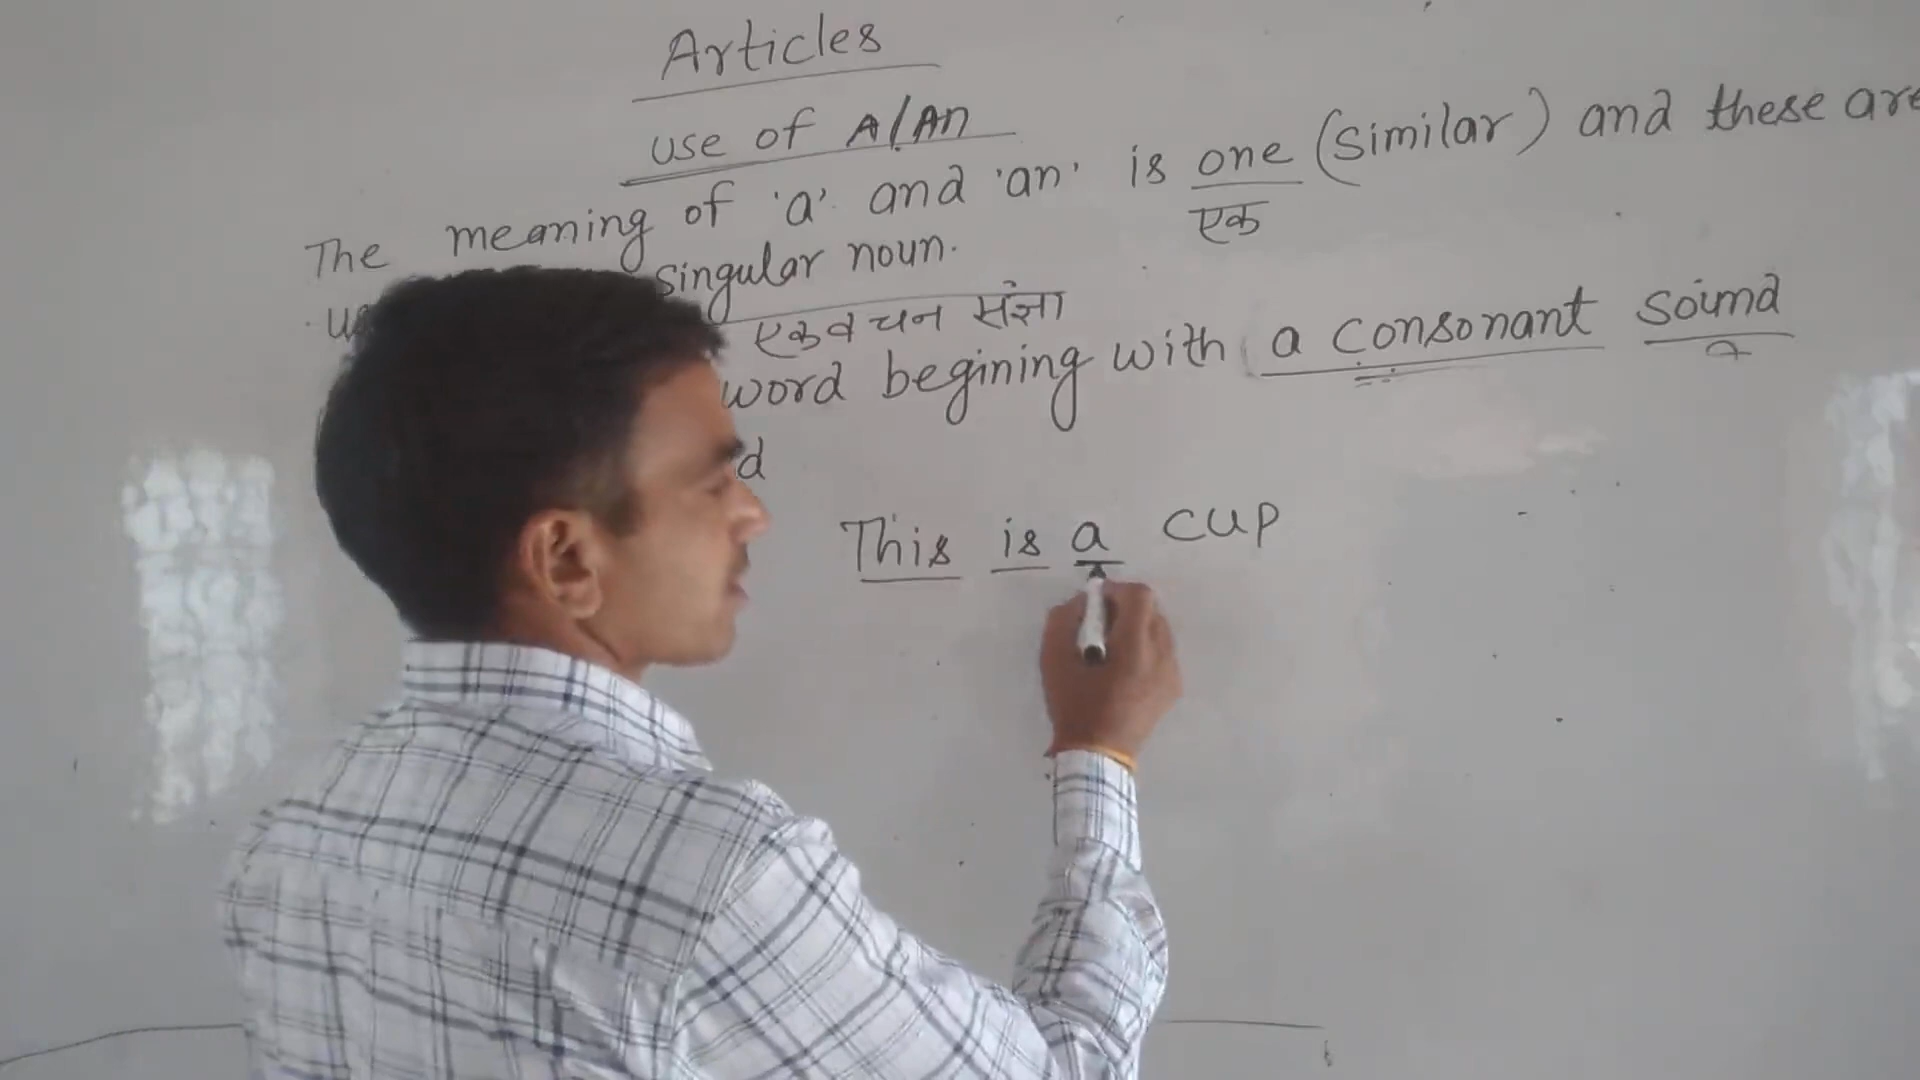 Articles
use of A/An
The meaning of 'a' and 'an' is one (Similar) and these are
एक
singular noun.
एकवचन संज्ञा
word begining with a consonant sound
This is a cup